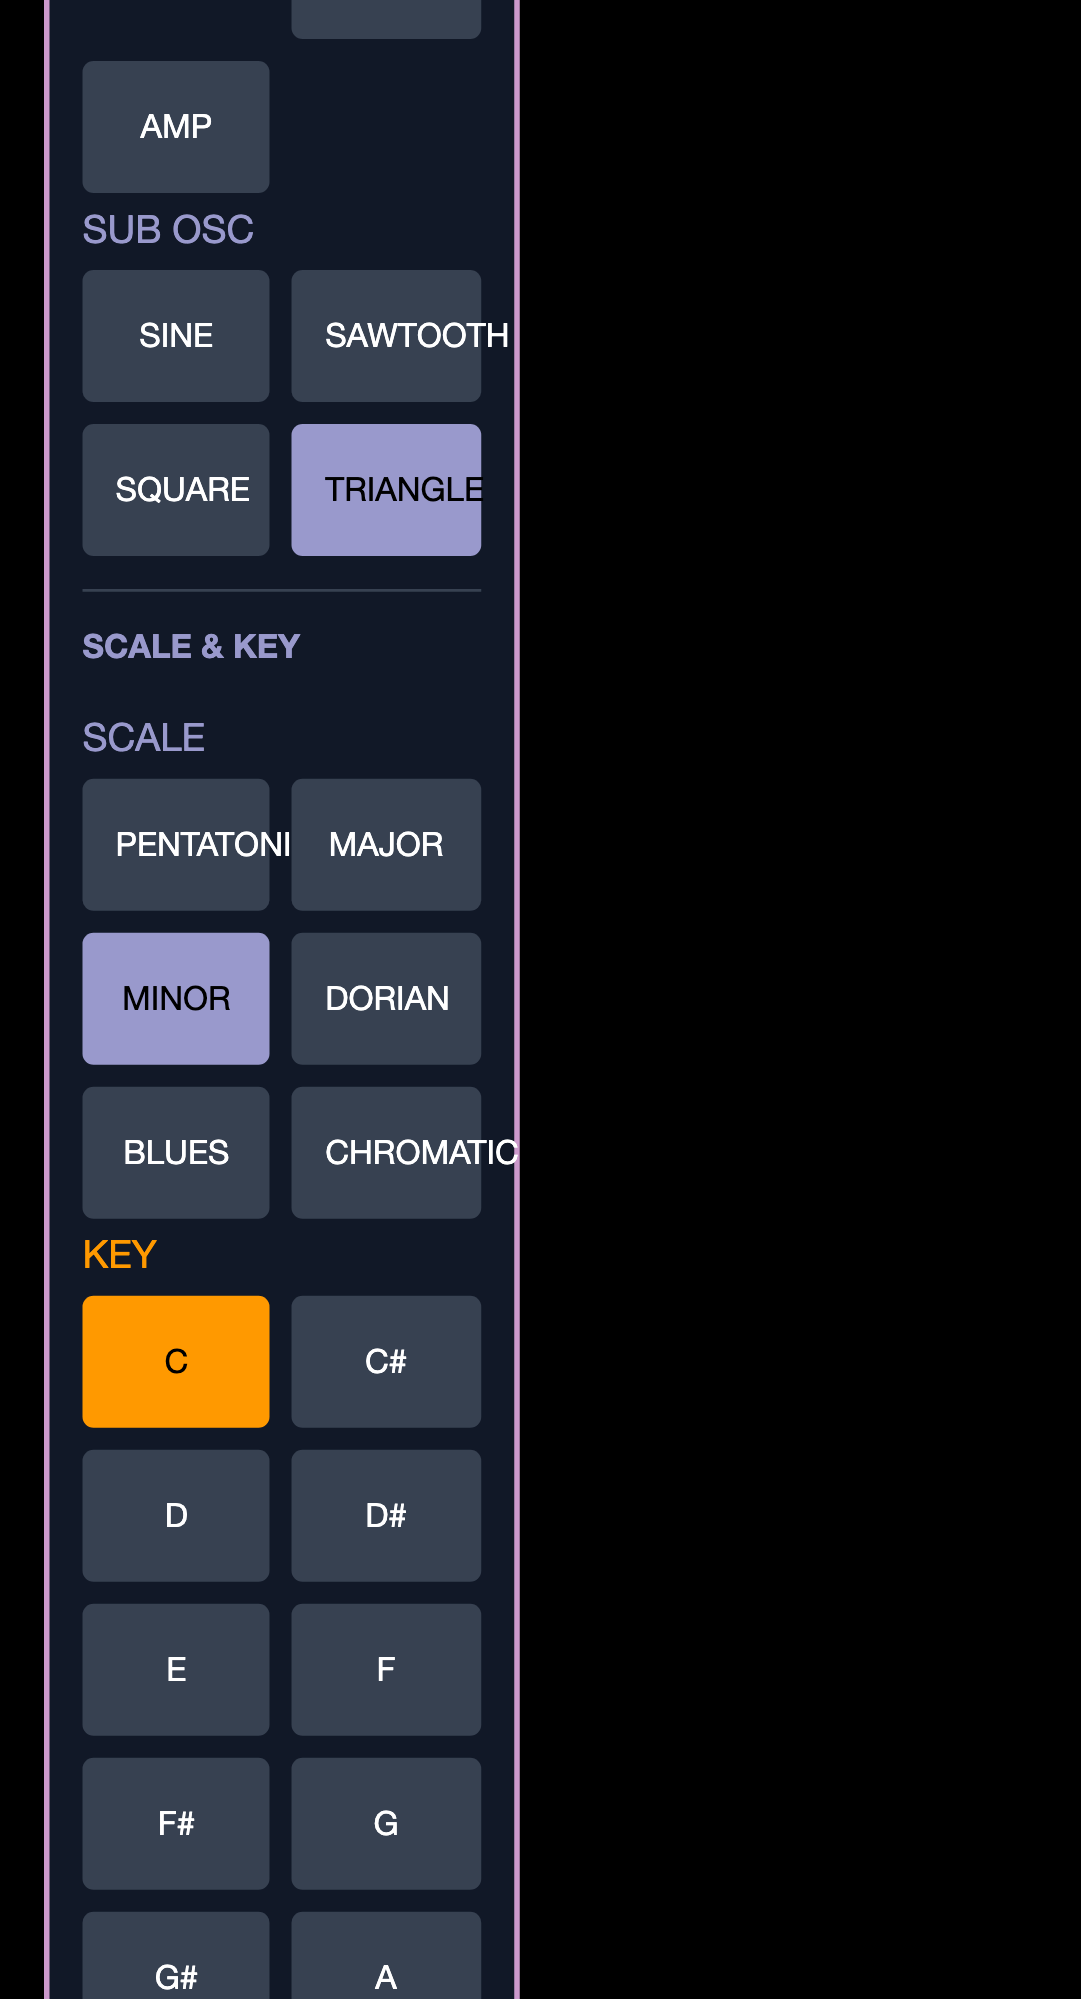 AMP
SUB OSC
SINE SAWTOOTH
SQUARE TRIANGLE
SCALE & KEY
SCALE
PENTATONI MAJOR
MINOR DORIAN
BLUES CHROMATIC
KEY
C C#
D D#
E F
F# G
G# A